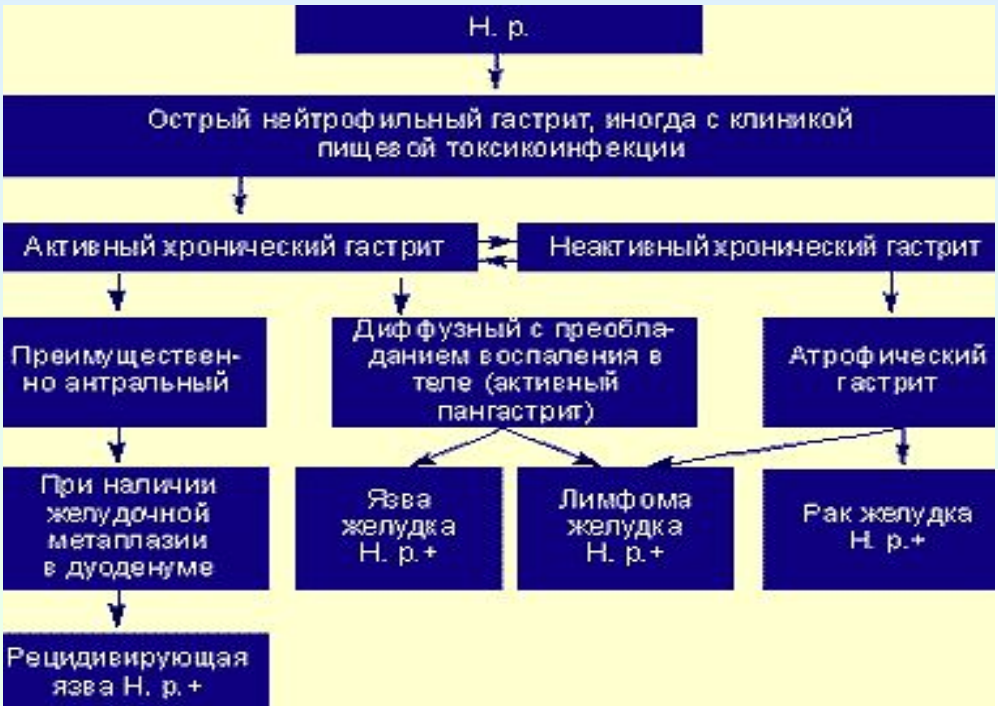 Н. р.
Острый нейтрофильный гастрит, иногда с клиникой
пищевой токсикоинфекции
Активный хронический гастрит
Неактивный хронический гастрит
Преимуществен-
но антральный
Диффузный с преобла-
данием воспаления в
теле (активный
пангастрит)
Атрофический
гастрит
При наличии
желудочной
метаплазии
в дуоденуме
Язва
желудка
Н. р.+
Лимфома
желудка
Н. р.+
Рак желудка
Н. р.+
Рецидивирующая
язва Н. р.+